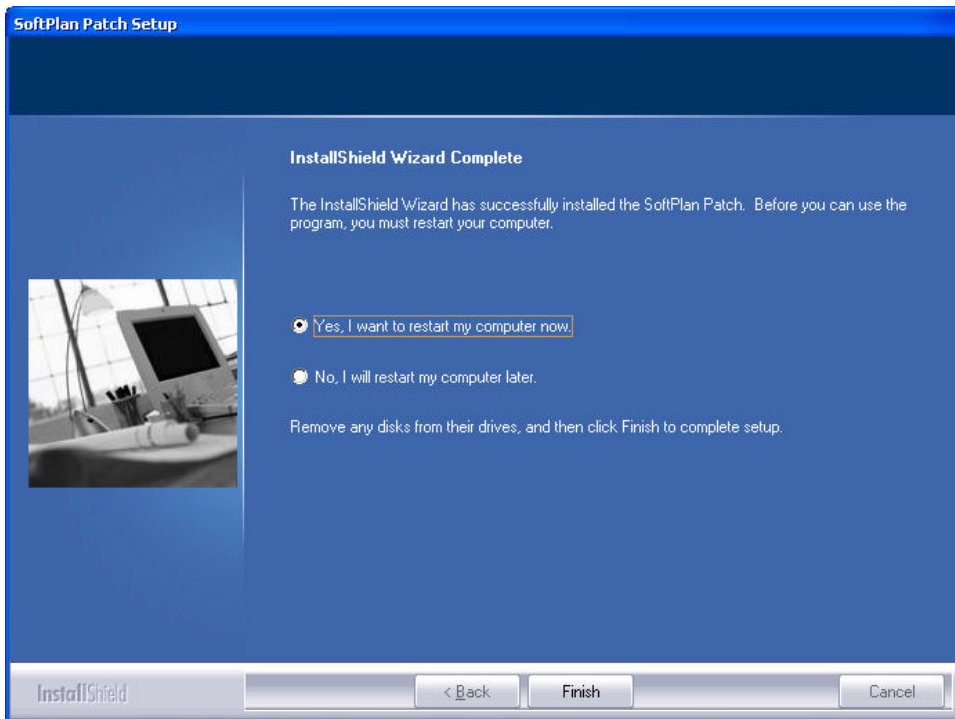 SoftPlan Patch Setup
InstallShield Wizard Complete
The InstallShield Wizard has successfully installed the SoftPlan Patch.  Before you can use the
program, you must restart your computer.
Yes, I want to restart my computer now.
No, I will restart my computer later.
Remove any disks from their drives, and then click Finish to complete setup.
InstallShield
< Back
Finish
Cancel